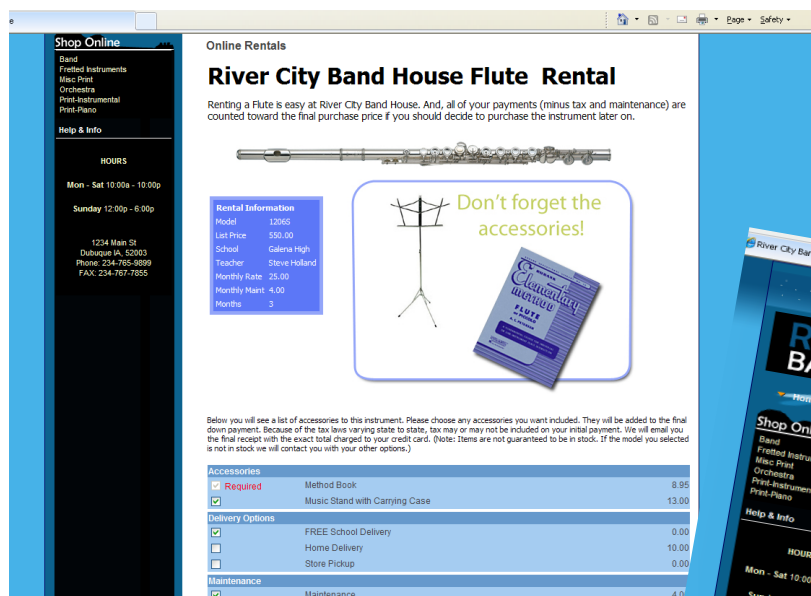 e
Page
Safety
Shop Online
Band
Fretted Instruments
Misc Print
Orchestra
Print-Instrumental
Print-Piano
Help & Info
HOURS
Mon - Sat 10:00a - 10:00p
Sunday 12:00p - 6:00p
1234 Main St
Dubuque IA, 52003
Phone: 234-765-9899
FAX: 234-767-7855
Online Rentals
River City Band House Flute Rental
Renting a Flute is easy at River City Band House. And, all of your payments (minus tax and maintenance) are
counted toward the final purchase price if you should decide to purchase the instrument later on.
Rental Information
Model 1206S
List Price 550.00
School Galena High
Teacher Steve Holland
Monthly Rate 25.00
Monthly Maint 4.00
Months 3
Don't forget the
accessories!
Elementary
METHOD
FLUTE
Below you will see a list of accessories to this instrument. Please choose any accessories you want included. They will be added to the final
down payment. Because of the tax laws varying state to state, tax may or may not be included on your initial payment. We will email you
the final receipt with the exact total charged to your credit card. (Note: Items are not guaranteed to be in stock. If the model you selected
is not in stock we will contact you with your other options.)
Accessories
Required Method Book 8.95
Music Stand with Carrying Case 13.00
Delivery Options
FREE School Delivery 0.00
Home Delivery 10.00
Store Pickup 0.00
Maintenance
Maintenance 4.00
River City Ban
R
BA
Hom
Shop Onl
Band
Fretted Instru
Misc Print
Orchestra
Print-Instrumen
Print-Piano
Help & Info
HOUR
Mon - Sat 10:00